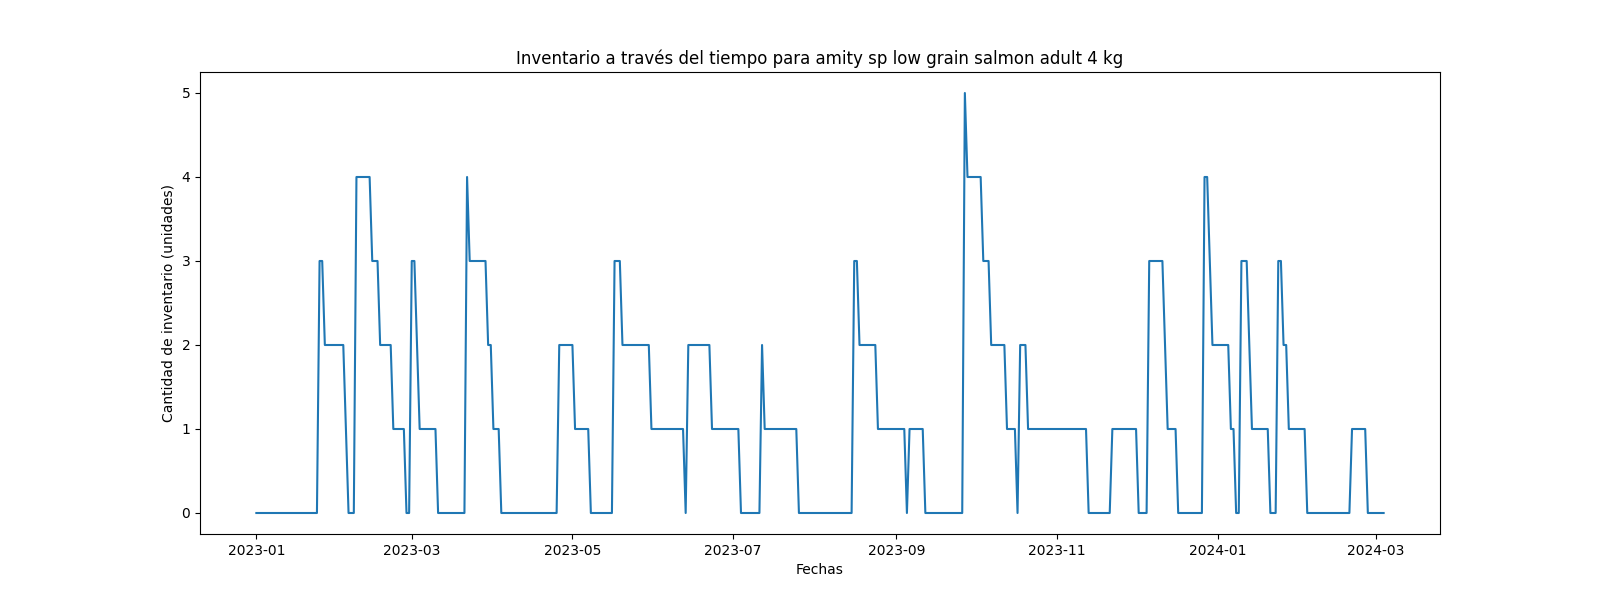 Inventario a través del tiempo para amity sp low grain salmon adult 4 kg
Cantidad de inventario (unidades)
5
4
3
2
1
0
2023-01 2023-03 2023-05 2023-07 2023-09 2023-11 2024-01 2024-03
Fechas